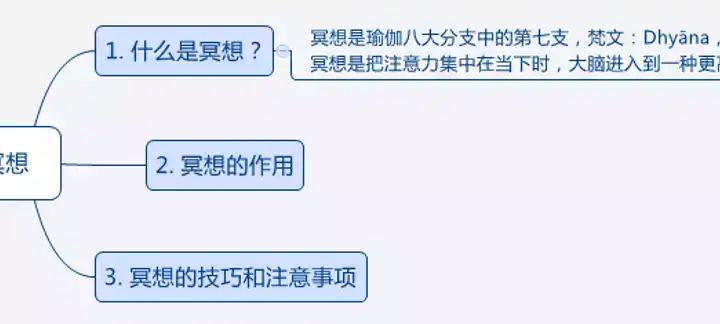 1. 什么是冥想？
冥想是瑜伽八大分支中的第七支，梵文：Dhyāna，
冥想是把注意力集中在当下时，大脑进入到一种更
冥想
2. 冥想的作用
3. 冥想的技巧和注意事项